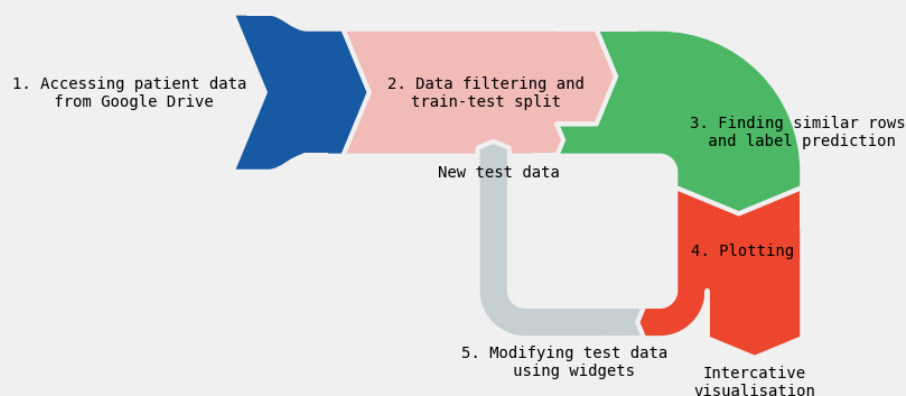 1. Accessing patient data
from Google Drive
2. Data filtering and
train-test split
3. Finding similar rows
and label prediction
New test data
4. Plotting
5. Modifying test data
using widgets
Intercative
visualisation